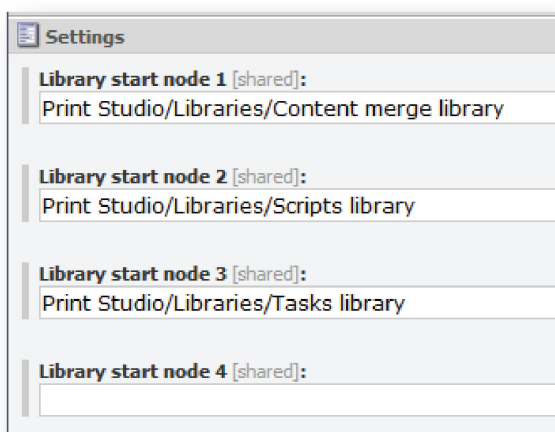 Settings
Library start node 1 [shared]:
Print Studio/Libraries/Content merge library
Library start node 2 [shared]:
Print Studio/Libraries/Scripts library
Library start node 3 [shared]:
Print Studio/Libraries/Tasks library
Library start node 4 [shared]: